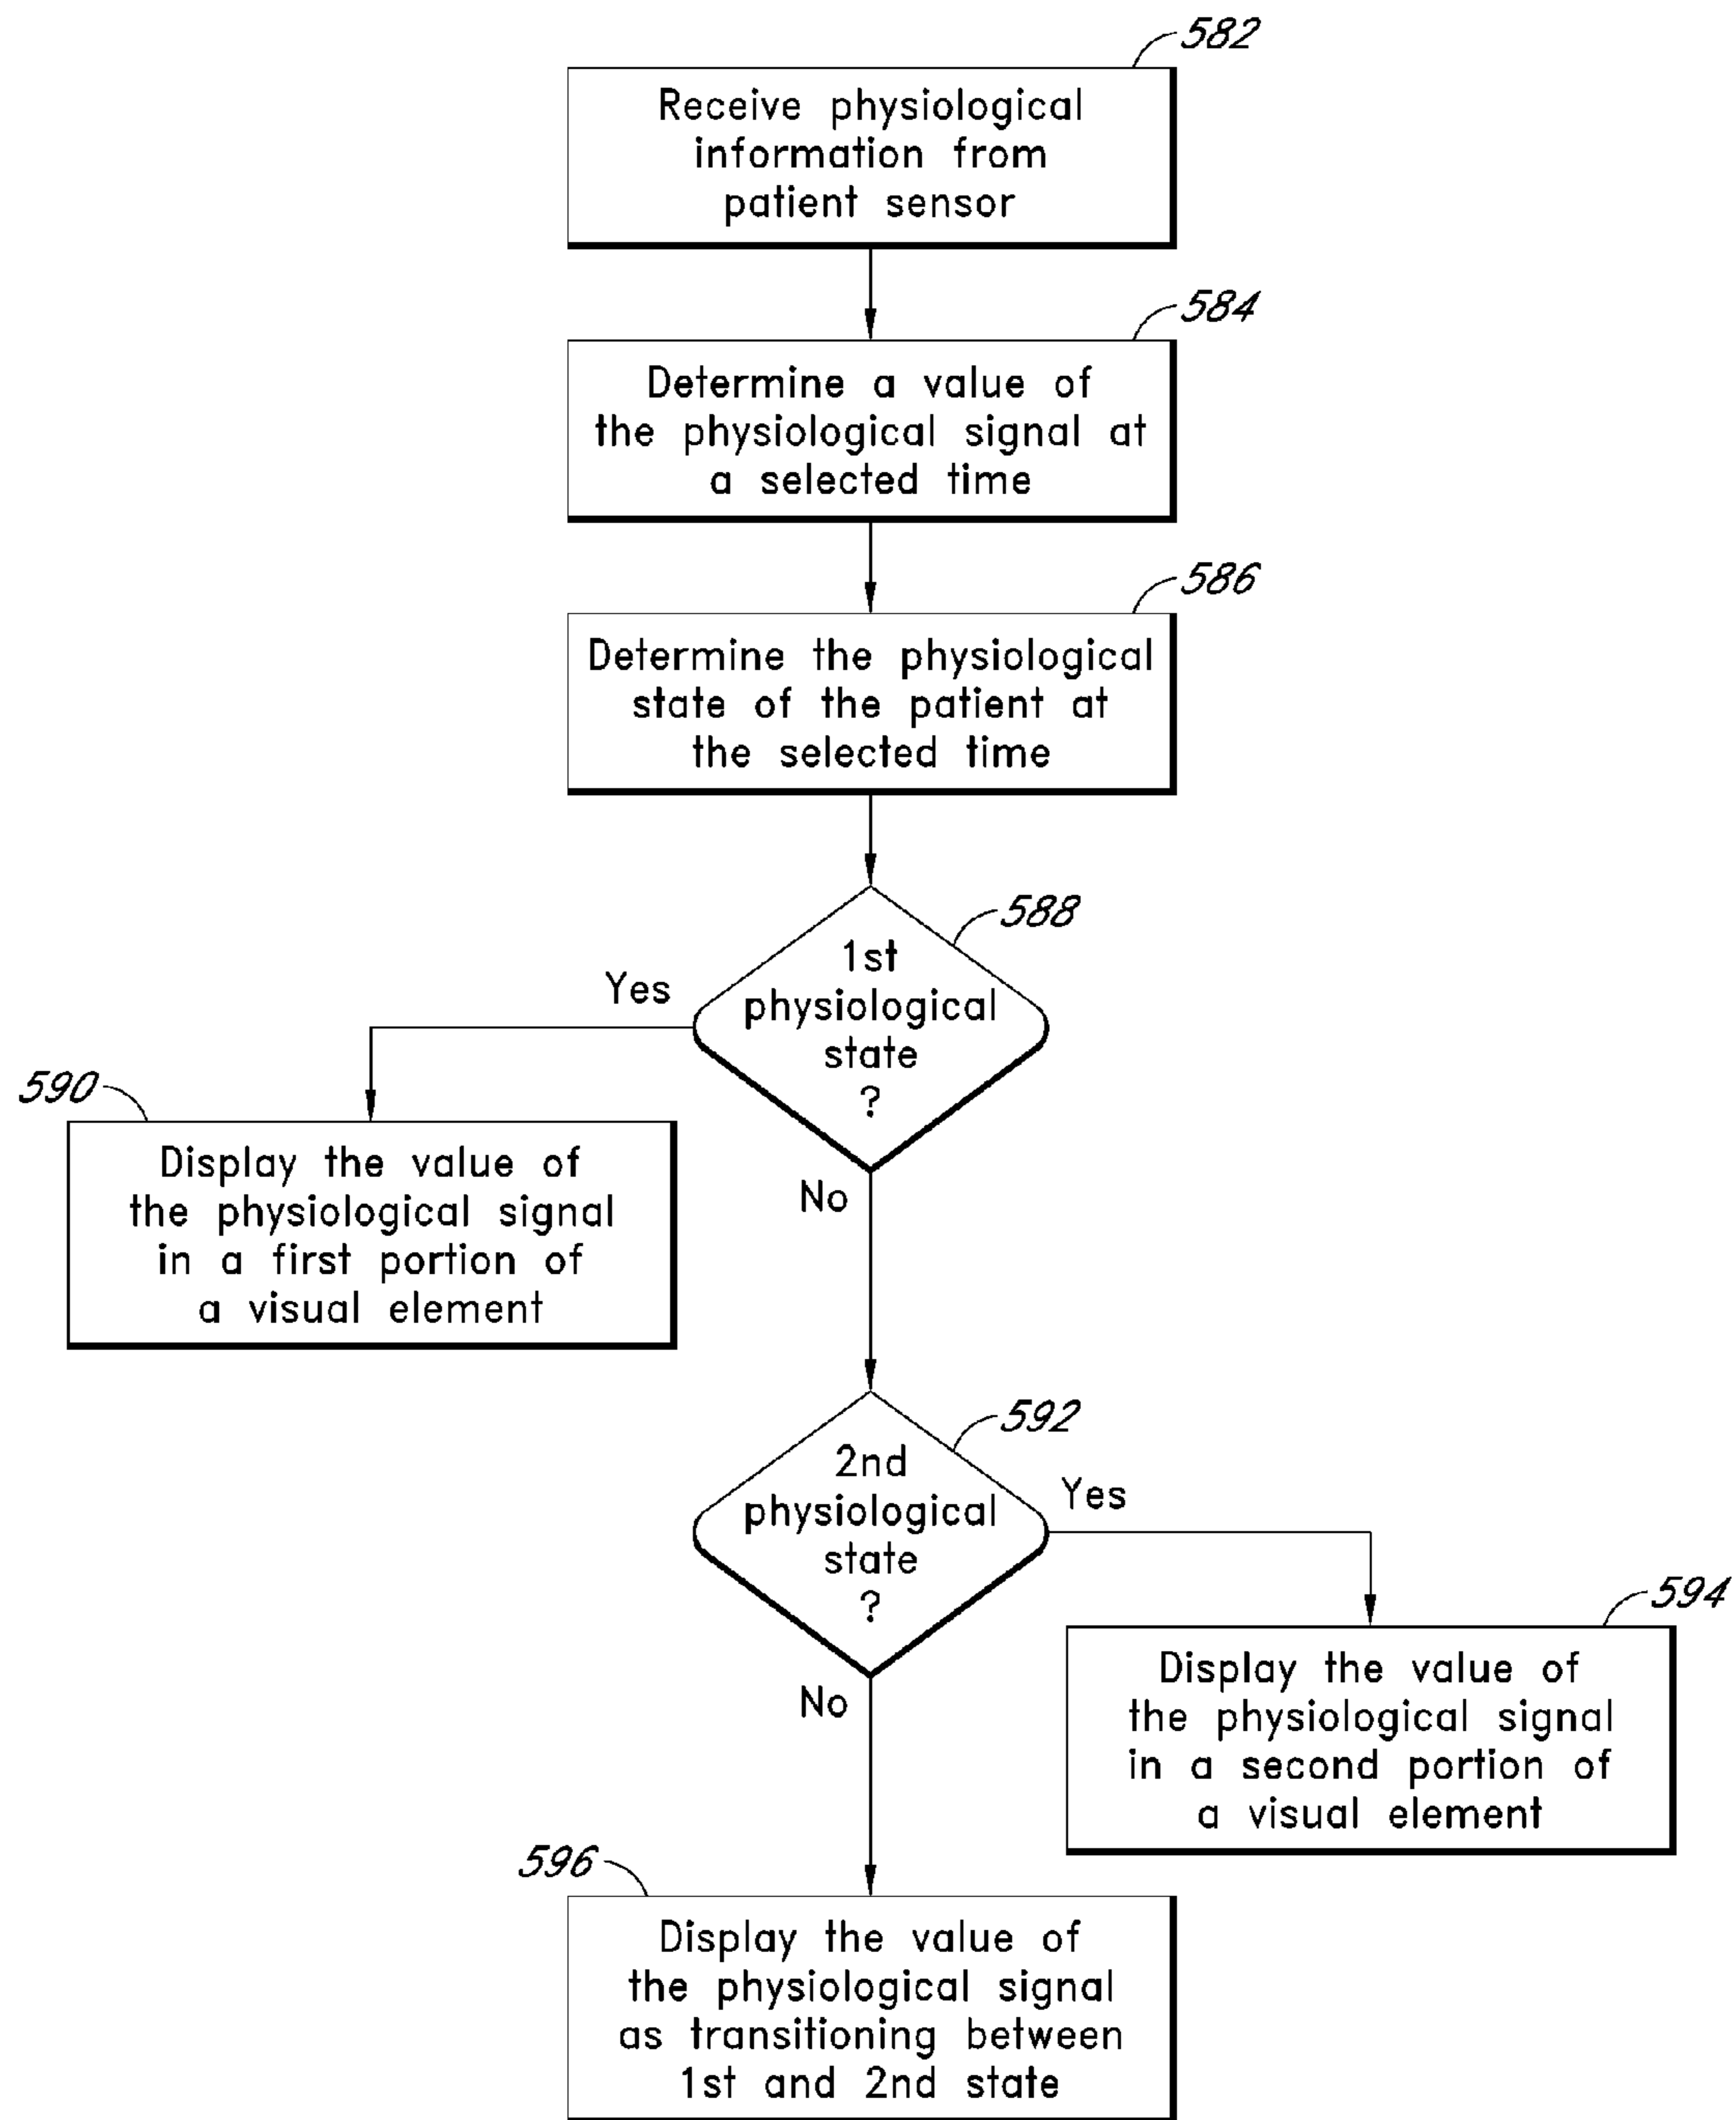 582
Receive physiological
information from
patient sensor
584
Determine a value of
the physiological signal at
a selected time
586
Determine the physiological
state of the patient at
the selected time
588
1st
physiological
state
?
Yes
No
590
Display the value of
the physiological signal
in a first portion of
a visual element
592
2nd
physiological
state
?
Yes
No
594
Display the value of
the physiological signal
in a second portion of
a visual element
596
Display the value of
the physiological signal
as transitioning between
1st and 2nd state